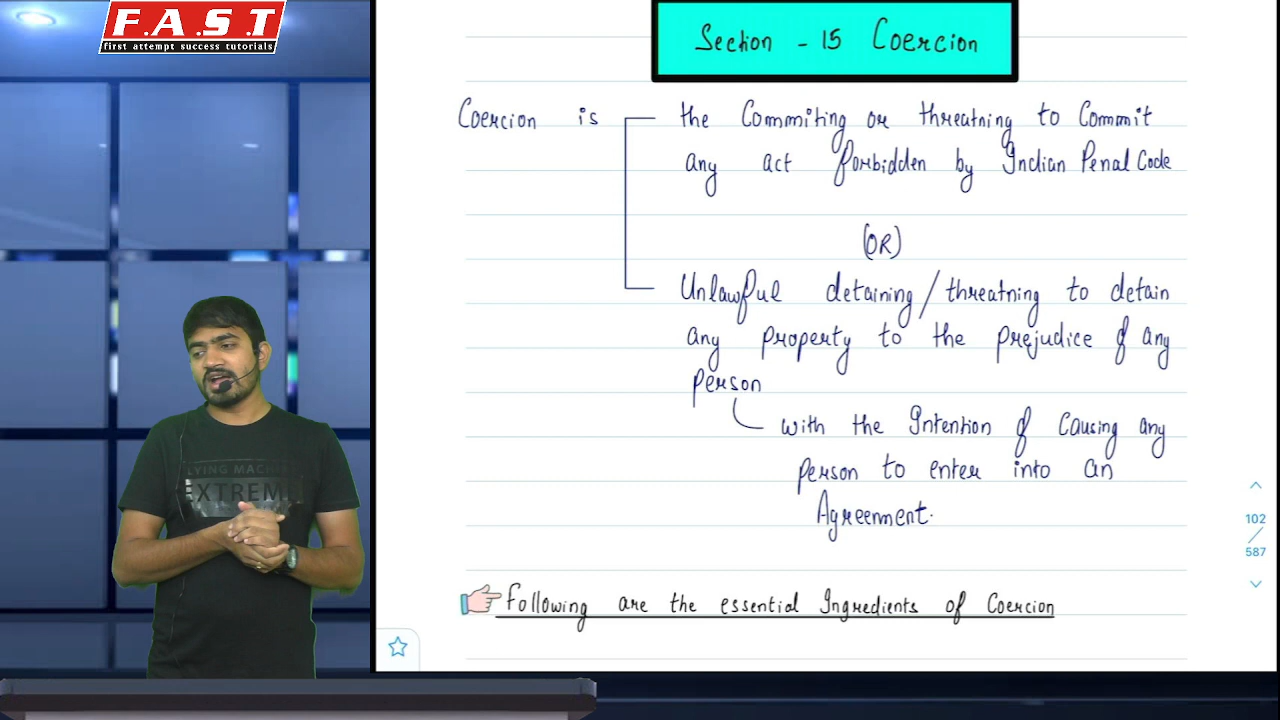 F.A.S.T
first attempt success tutorials
Section - 15 Coercion
Coercion is
the Commiting or threatning to Commit
any act forbidden by Indian Penal Code
(OR)
Unlawful detaining/threatning to detain
any property to the prejudice of any
person
with the Intention of Causing any
person to enter into an
Agreement.
Following are the essential Ingredients of Coercion
EXTREM
102
/
587